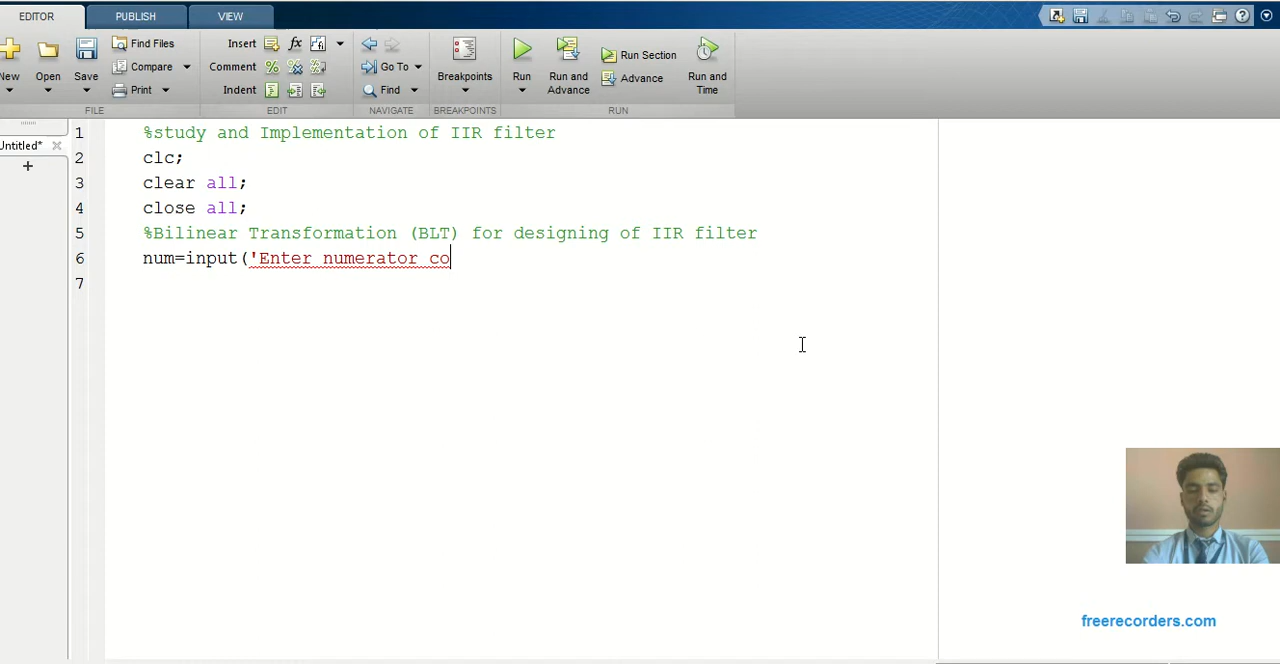 EDITOR PUBLISH VIEW
New Open Save Find Files Compare Print
Insert fx Comment Indent
Go To Find
Breakpoints
Run Run and Advance Run Section Advance Run and Time
FILE EDIT NAVIGATE BREAKPOINTS RUN
Untitled*
1 %study and Implementation of IIR filter
2 clc;
3 clear all;
4 close all;
5 %Bilinear Transformation (BLT) for designing of IIR filter
6 num=input('Enter numerator co
7
freerecorders.com